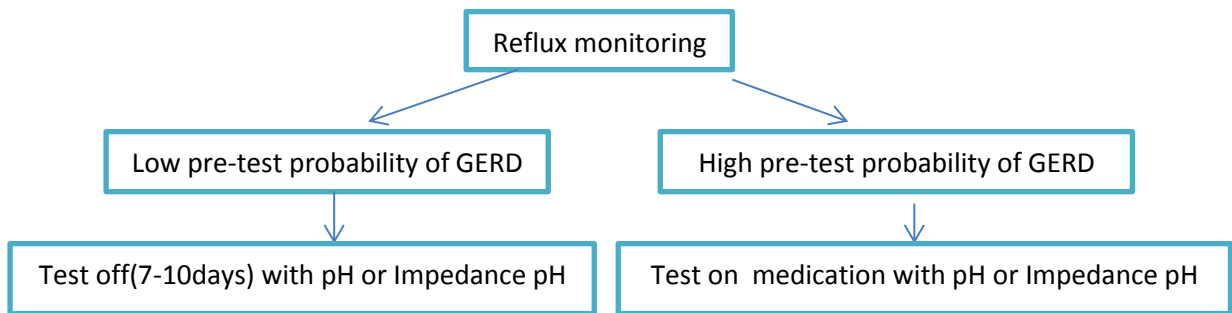 Reflux monitoring
Low pre-test probability of GERD
High pre-test probability of GERD
Test off(7-10days) with pH or Impedance pH
Test on  medication with pH or Impedance pH